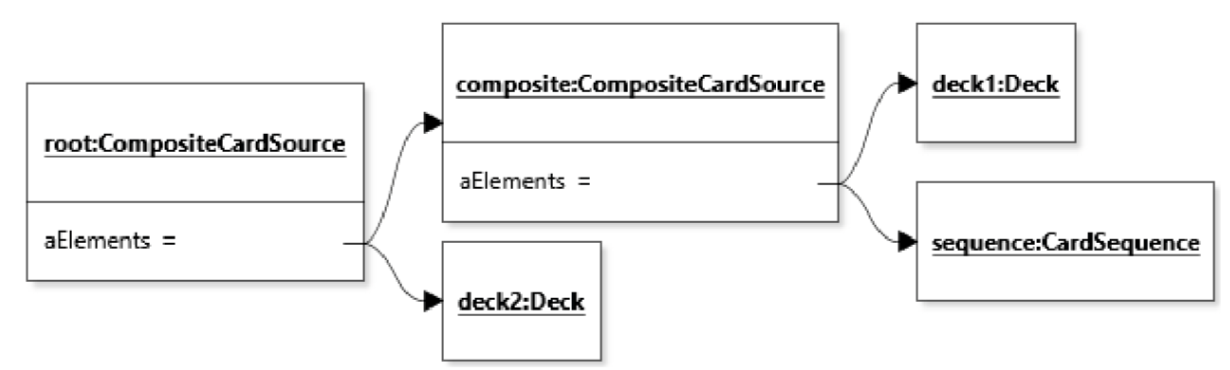 root:CompositeCardSource
aElements =
composite:CompositeCardSource
aElements =
deck2:Deck
deck1:Deck
sequence:CardSequence